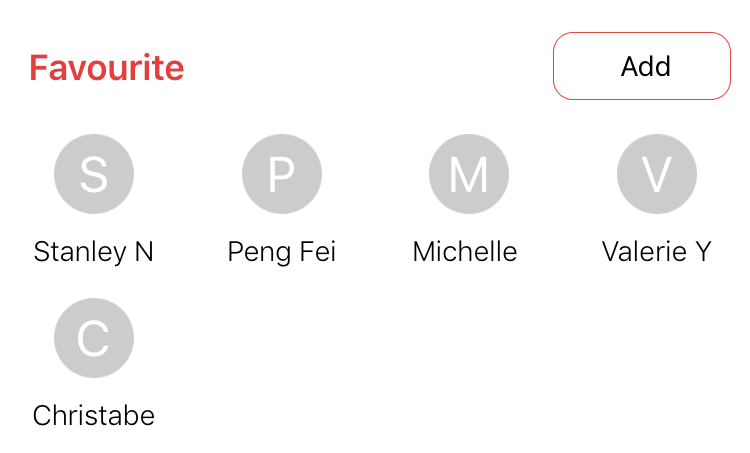 Favourite
Add
S
P
M
V
Stanley N
Peng Fei
Michelle
Valerie Y
C
Christabe